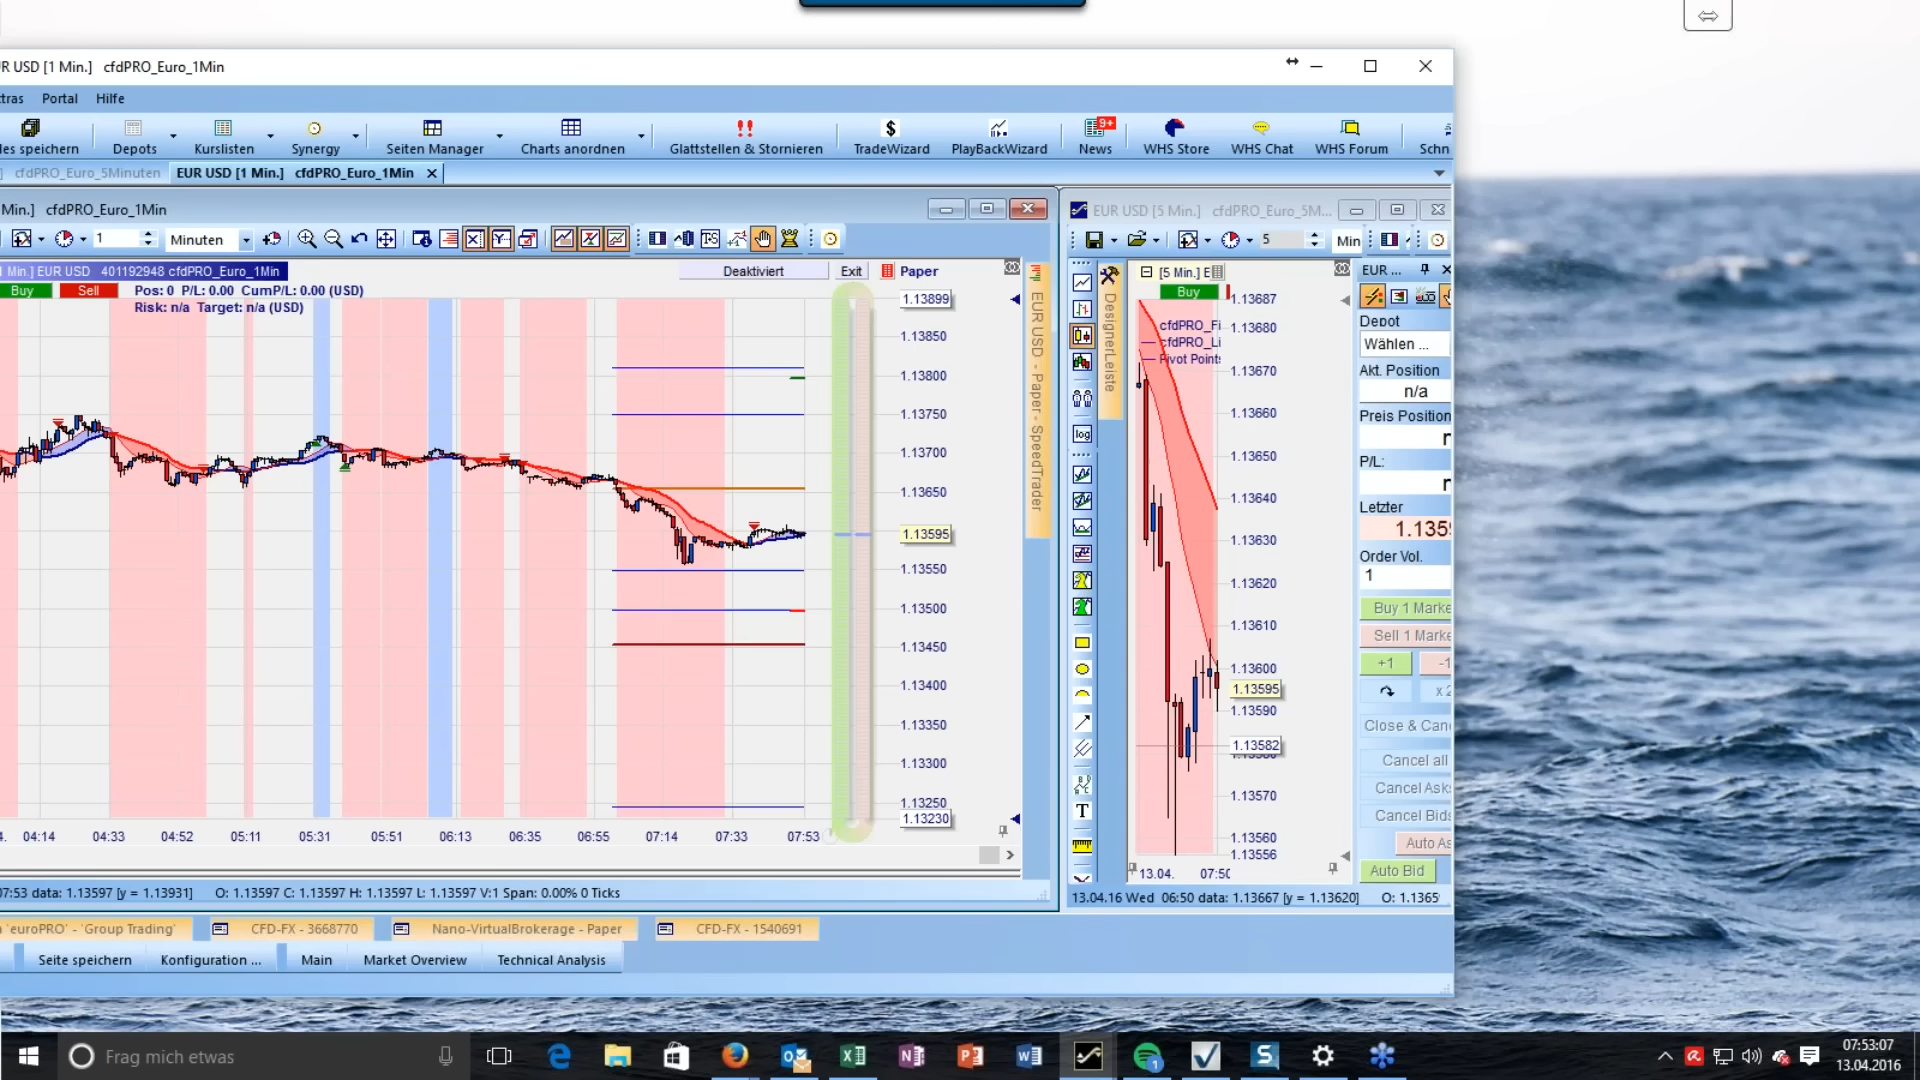 R USD [1 Min.]   cfdPRO_Euro_1Min
tras   Portal   Hilfe
les speichern   Depots   Kurslisten   Synergy   Seiten Manager   Charts anordnen   Glattstellen & Stornieren   TradeWizard   PlayBackWizard   9+ News   WHS Store   WHS Chat   WHS Forum   Schn
] cfdPRO_Euro_5Minuten   EUR USD [1 Min.]   cfdPRO_Euro_1Min
Min.]   cfdPRO_Euro_1Min
1   Minuten
Min.] EUR USD   401192948 cfdPRO_Euro_1Min   Deaktiviert   Exit   Paper
Buy   Sell   Pos: 0  P/L: 0.00  CumP/L: 0.00 (USD)
Risk: n/a  Target: n/a (USD)
1.13899
1.13850
1.13800
1.13750
1.13700
1.13650
1.13595
1.13550
1.13500
1.13450
1.13400
1.13350
1.13300
1.13250
1.13230
04:14   04:33   04:52   05:11   05:31   05:51   06:13   06:35   06:55   07:14   07:33   07:53
EUR USD - Paper - SpeedTrader
07:53 data: 1.13597 [y = 1.13931]   O: 1.13597 C: 1.13597 H: 1.13597 L: 1.13597 V:1 Span: 0.00% 0 Ticks
EUR USD [5 Min.]   cfdPRO_Euro_5M...
5   Min
DesignerLeiste
log
T
[5 Min.] E
Buy
cfdPRO_Fi
cfdPRO_Li
Pivot Points
1.13687
1.13680
1.13670
1.13660
1.13650
1.13640
1.13630
1.13620
1.13610
1.13600
1.13595
1.13590
1.13582
1.13570
1.13560
1.13556
13.04.   07:50
13.04.16 Wed  06:50 data: 1.13667 [y = 1.13620]   O: 1.1365
EUR ...
Depot
Wählen ...
Akt. Position
n/a
Preis Position
P/L:
Letzter
1.1359
Order Vol.
1
Buy 1 Marke
Sell 1 Marke
+1   -1
x 2
Close & Canc
Cancel all
Cancel Asks
Cancel Bids
Auto As
Auto Bid
'euroPRO' - 'Group Trading'   CFD-FX - 3668770   Nano-VirtualBrokerage - Paper   CFD-FX - 1540691
Seite speichern   Konfiguration ...   Main   Market Overview   Technical Analysis
Frag mich etwas
07:53:07
13.04.2016